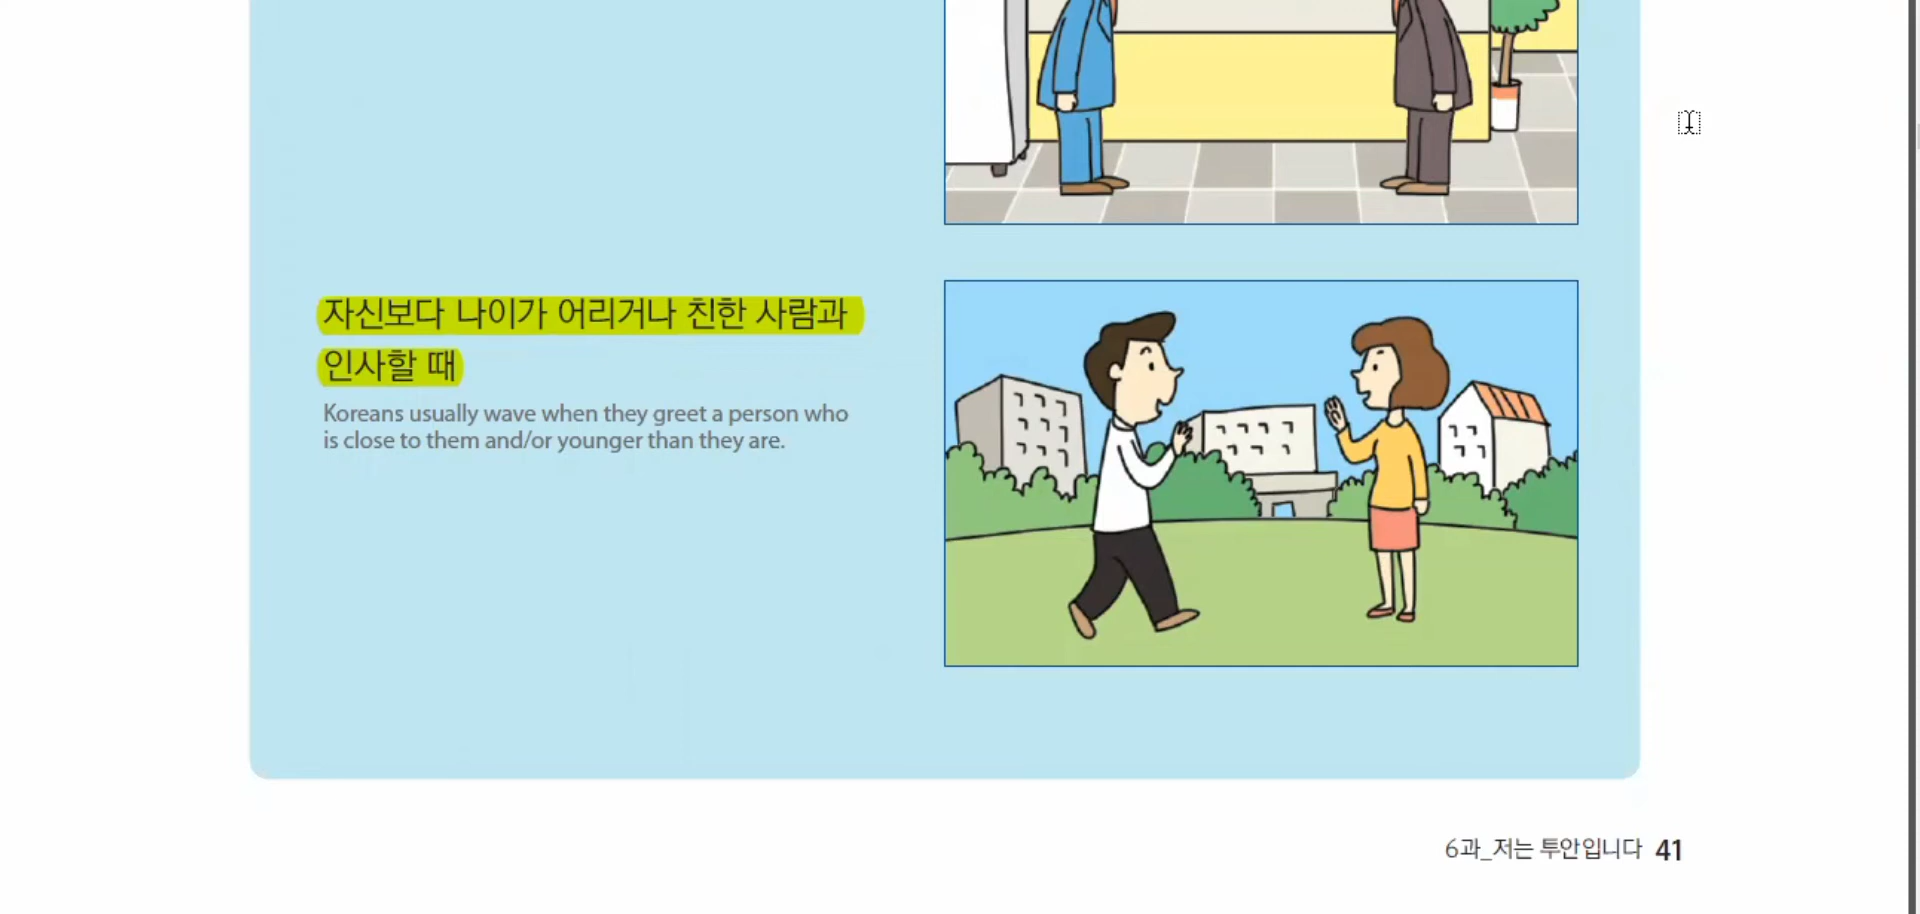 자신보다 나이가 어리거나 친한 사람과
인사할 때
Koreans usually wave when they greet a person who
is close to them and/or younger than they are.
6과_저는 투안입니다 41